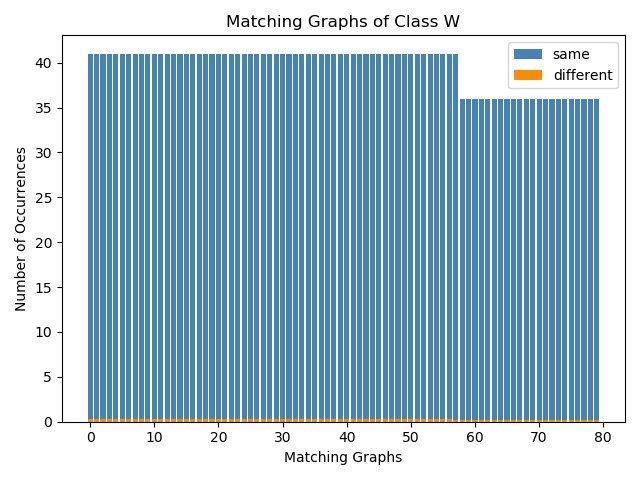 Matching Graphs of Class W
same
different
Number of Occurrences
40
35
30
25
20
15
10
5
0
0 10 20 30 40 50 60 70 80
Matching Graphs